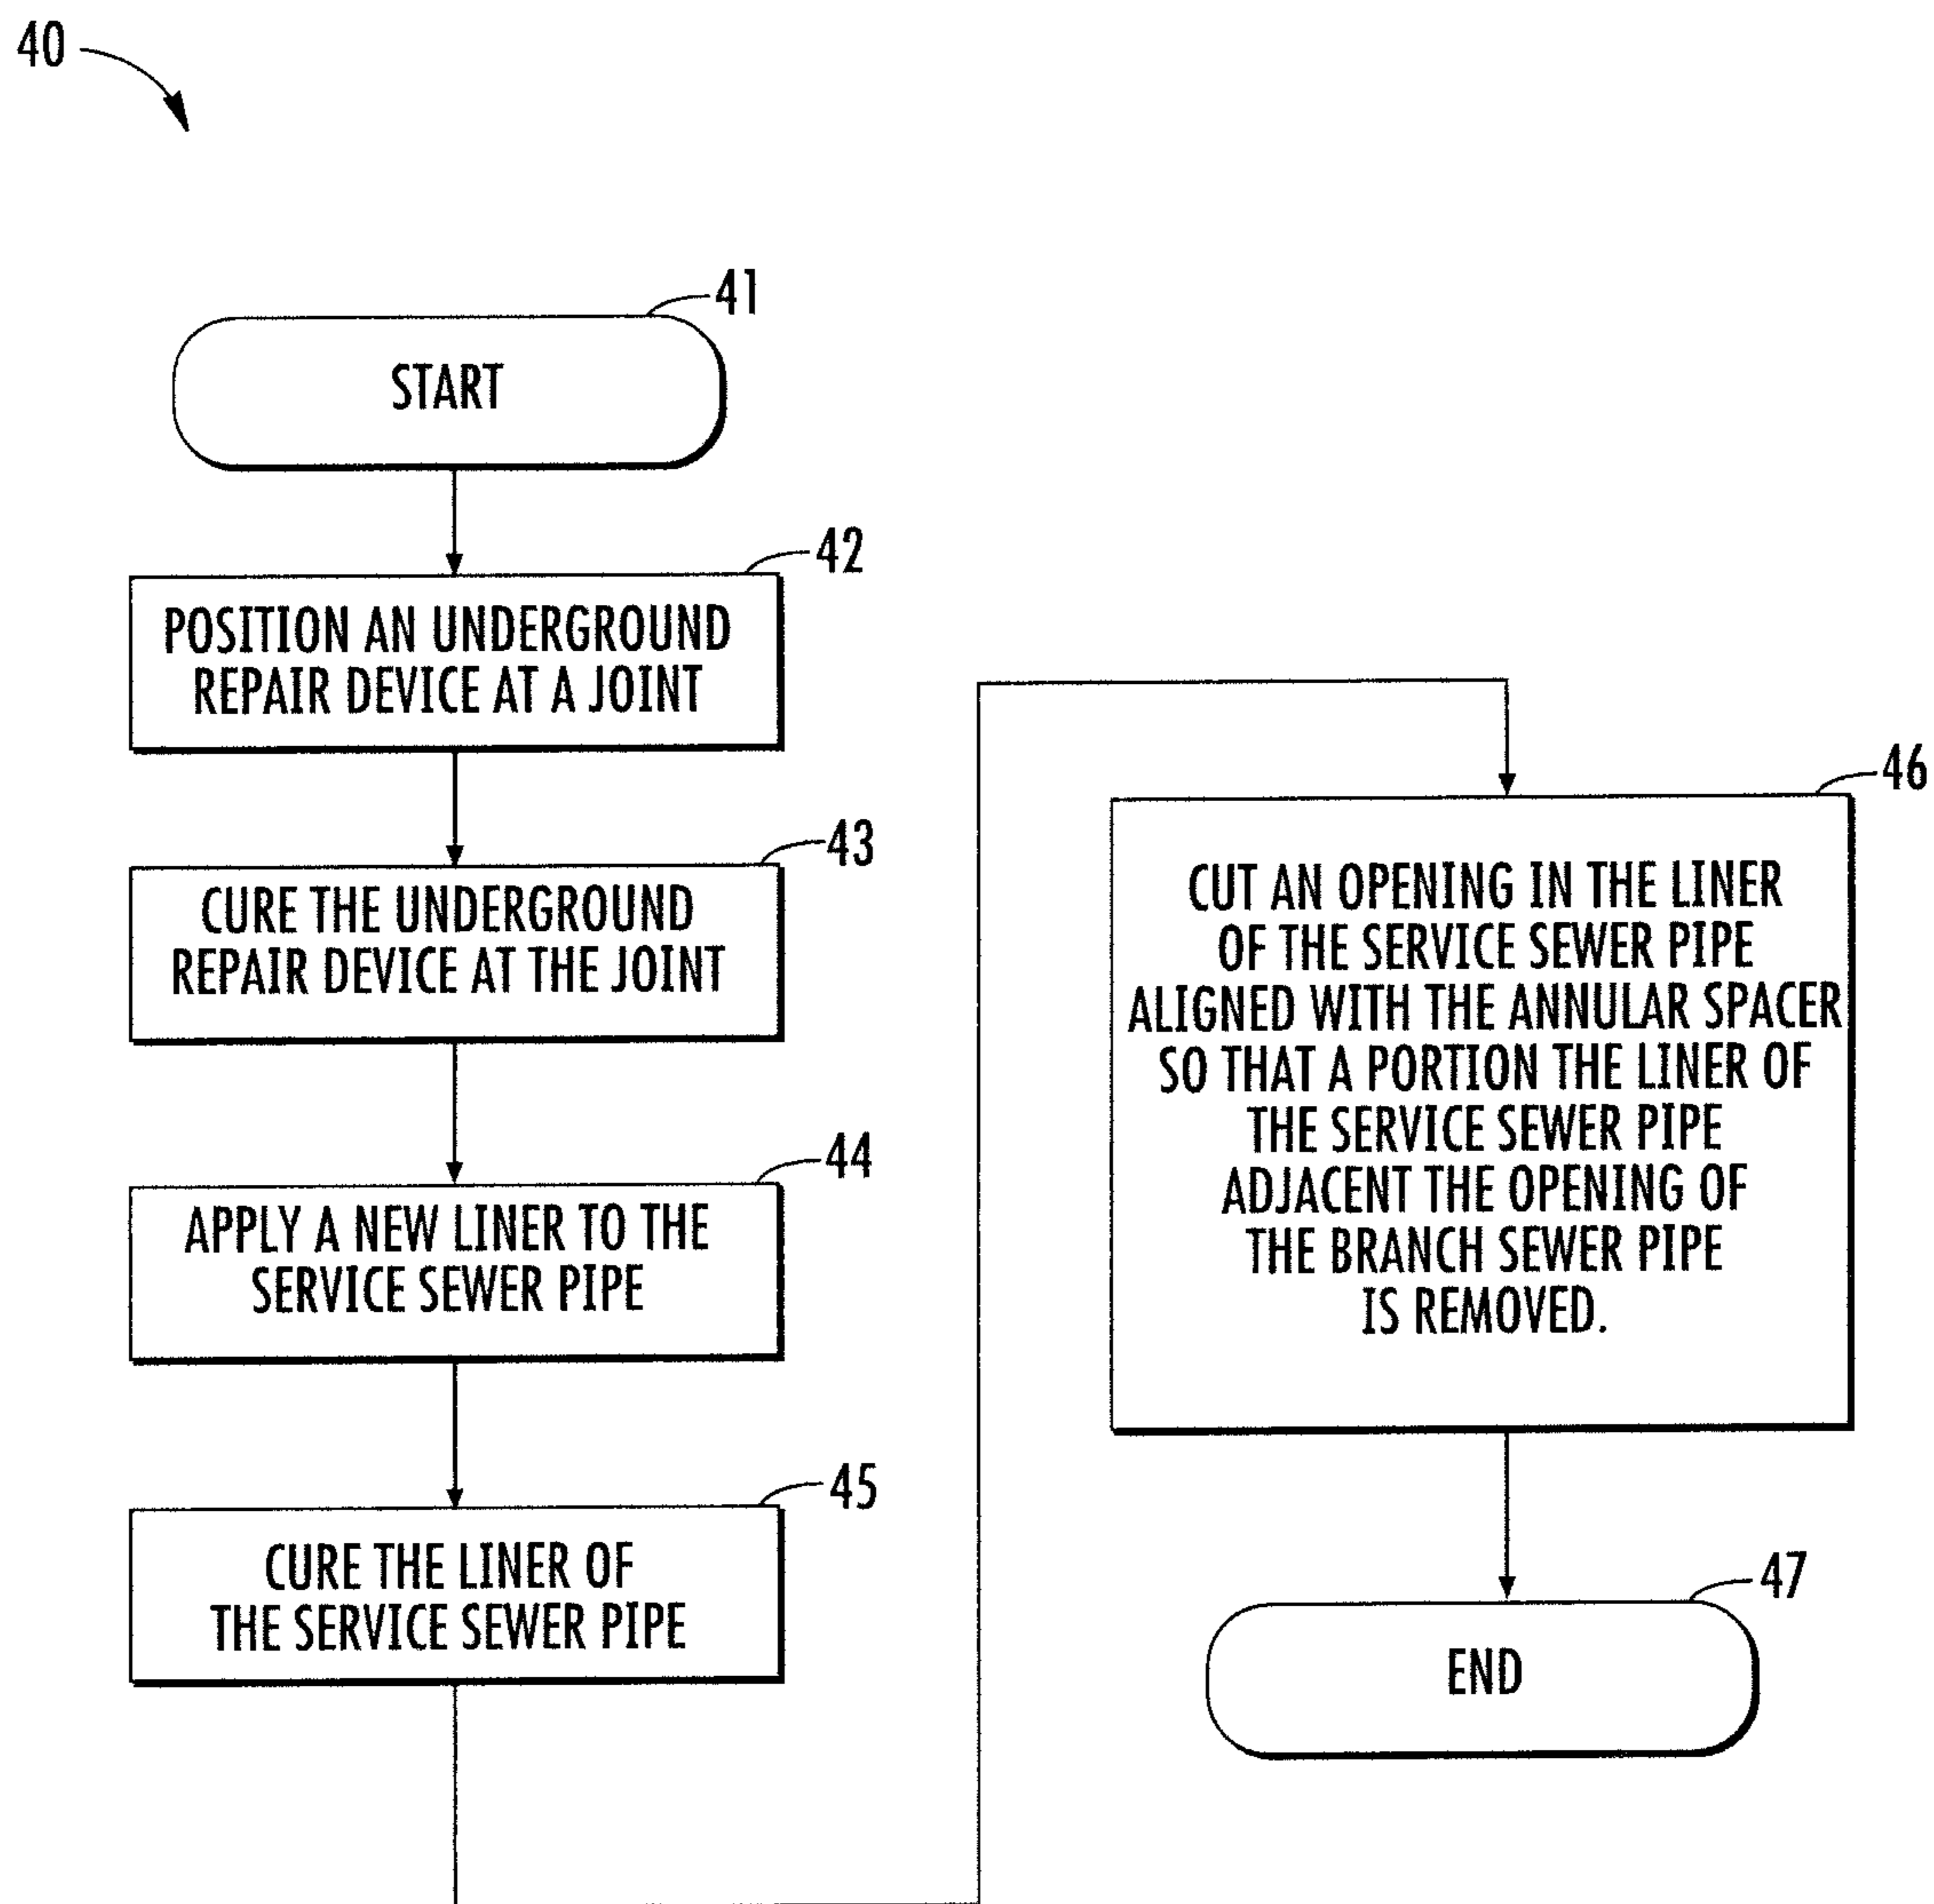 40
41
START
42
POSITION AN UNDERGROUND
REPAIR DEVICE AT A JOINT
43
CURE THE UNDERGROUND
REPAIR DEVICE AT THE JOINT
44
APPLY A NEW LINER TO THE
SERVICE SEWER PIPE
45
CURE THE LINER OF
THE SERVICE SEWER PIPE
46
CUT AN OPENING IN THE LINER
OF THE SERVICE SEWER PIPE
ALIGNED WITH THE ANNULAR SPACER
SO THAT A PORTION THE LINER OF
THE SERVICE SEWER PIPE
ADJACENT THE OPENING OF
THE BRANCH SEWER PIPE
IS REMOVED.
47
END